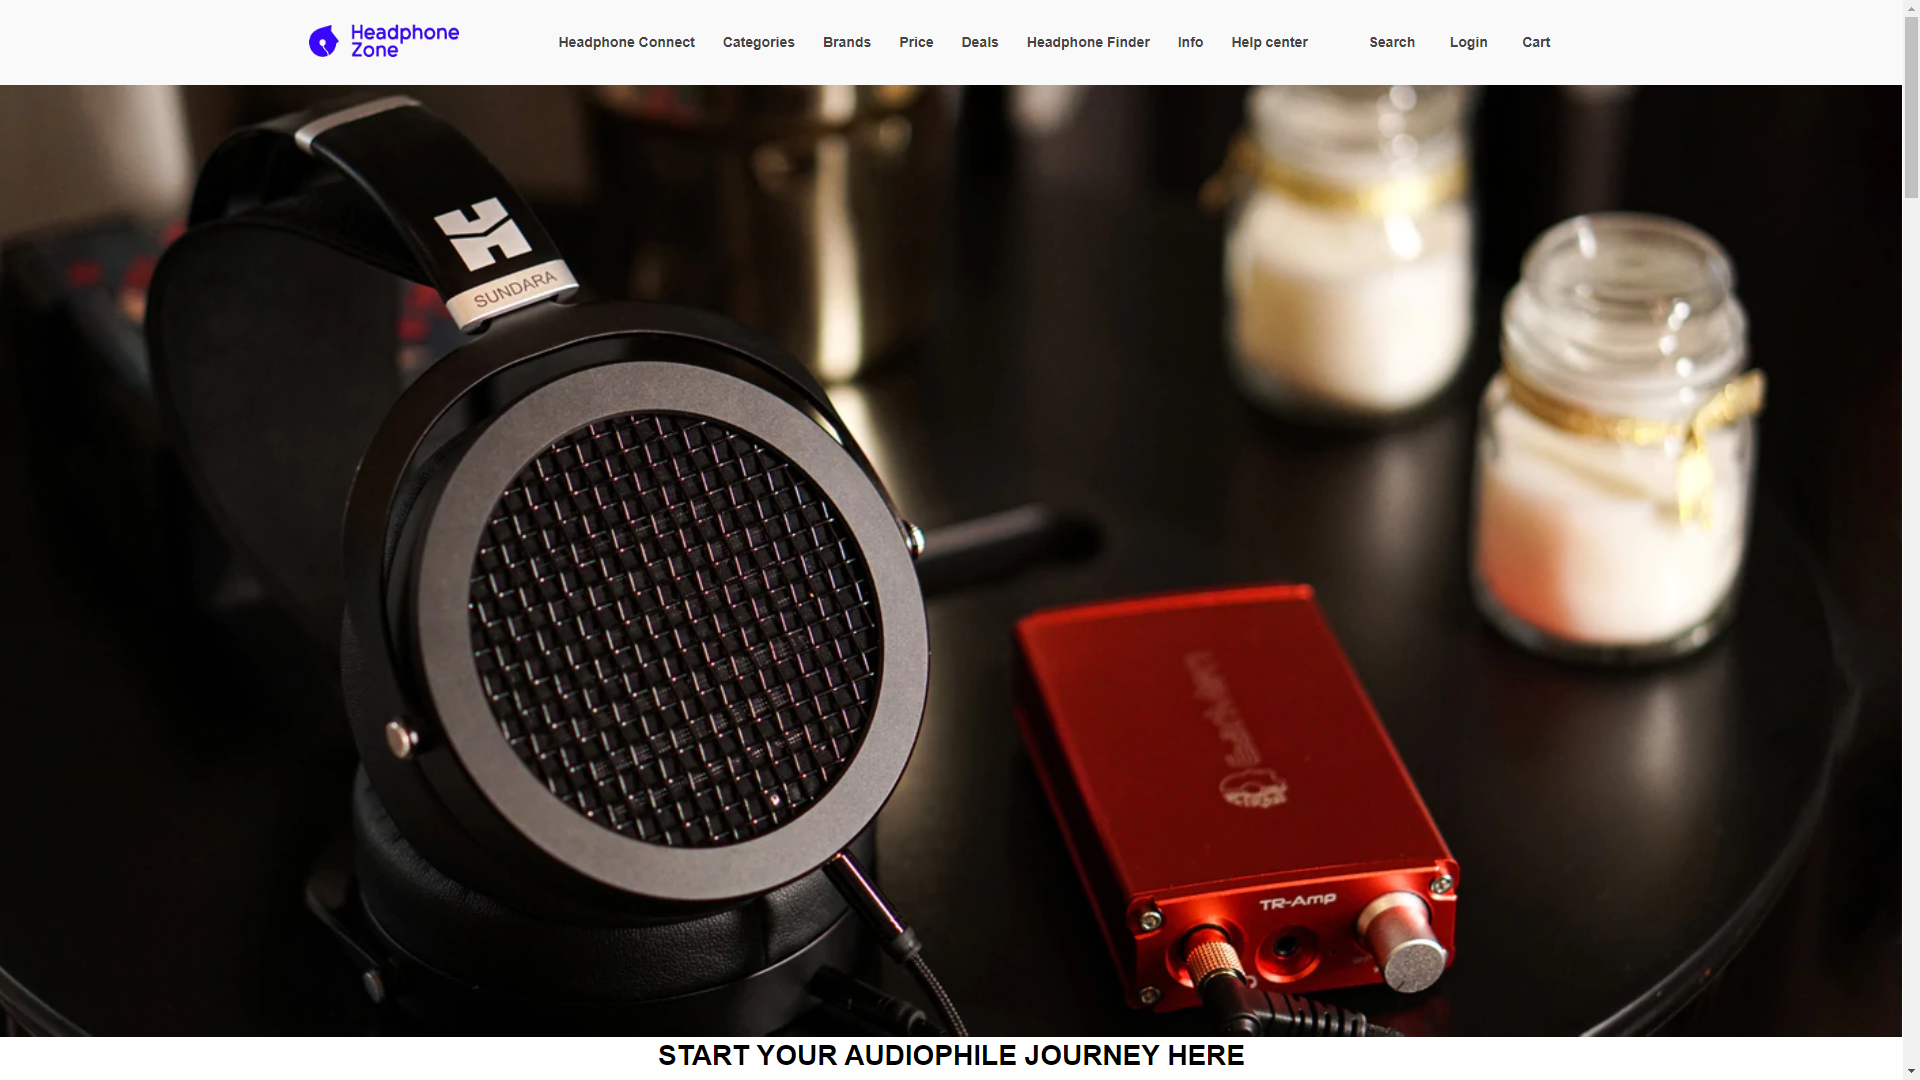 Headphone
Zone
Headphone Connect Categories Brands Price Deals Headphone Finder Info Help center Search Login Cart
SUNDARA
TR-Amp
START YOUR AUDIOPHILE JOURNEY HERE